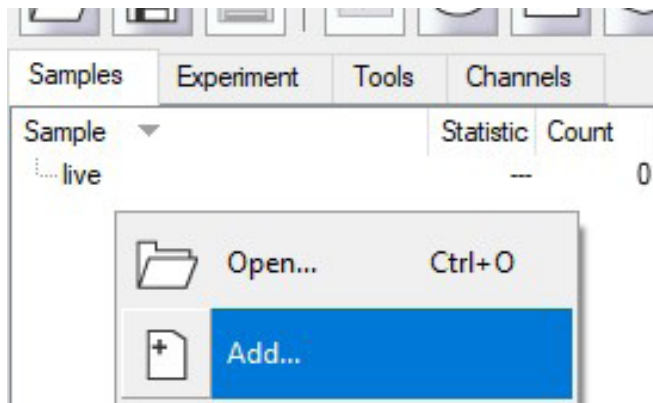 Samples Experiment Tools Channels
Sample Statistic Count
live --- 0
Open... Ctrl+O
Add...